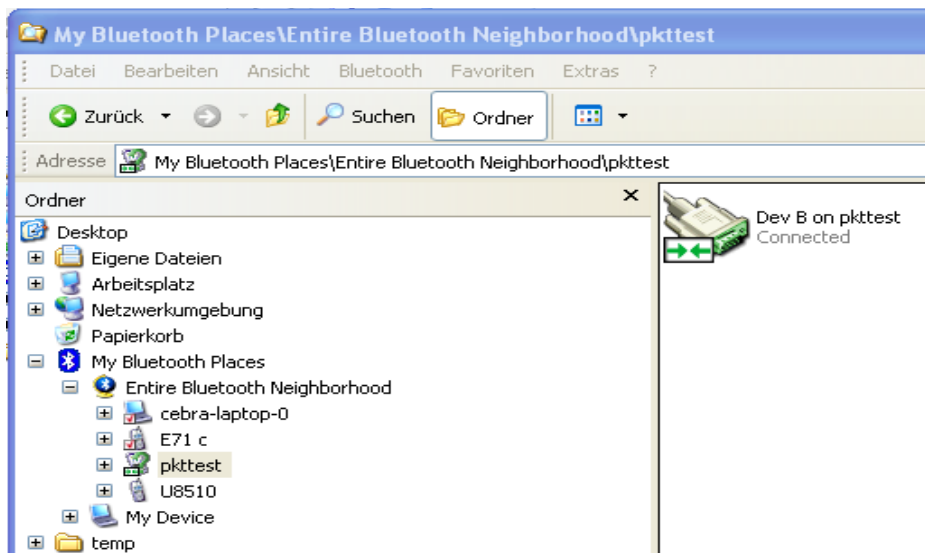 My Bluetooth Places\Entire Bluetooth Neighborhood\pkttest
Datei Bearbeiten Ansicht Bluetooth Favoriten Extras ?
Zurück Suchen Ordner
Adresse My Bluetooth Places\Entire Bluetooth Neighborhood\pkttest
Ordner
Desktop
Eigene Dateien
Arbeitsplatz
Netzwerkumgebung
Papierkorb
My Bluetooth Places
Entire Bluetooth Neighborhood
cebra-laptop-0
E71 c
pkttest
U8510
My Device
temp
Dev B on pkttest
Connected